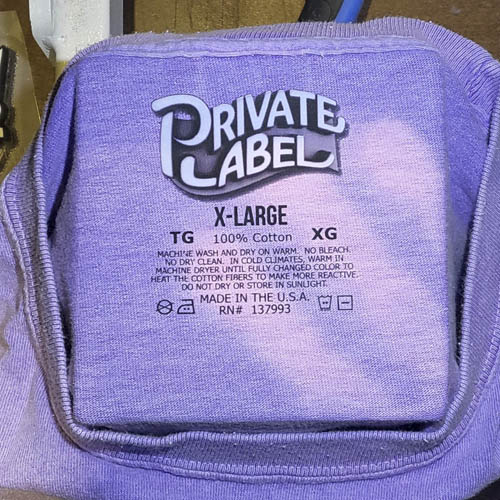 PRIVATE
LABEL
X-LARGE
TG 100% Cotton XG
MACHINE WASH AND DRY ON WARM. NO BLEACH.
NO DRY CLEAN. IN COLD CLIMATES, WARM IN
MACHINE DRYER UNTIL FULLY CHANGED COLOR TO
HEAT THE COTTON FIBERS TO MAKE MORE REACTIVE.
DO NOT DRY OR STORE IN SUNLIGHT.
MADE IN THE U.S.A.
RN# 137993